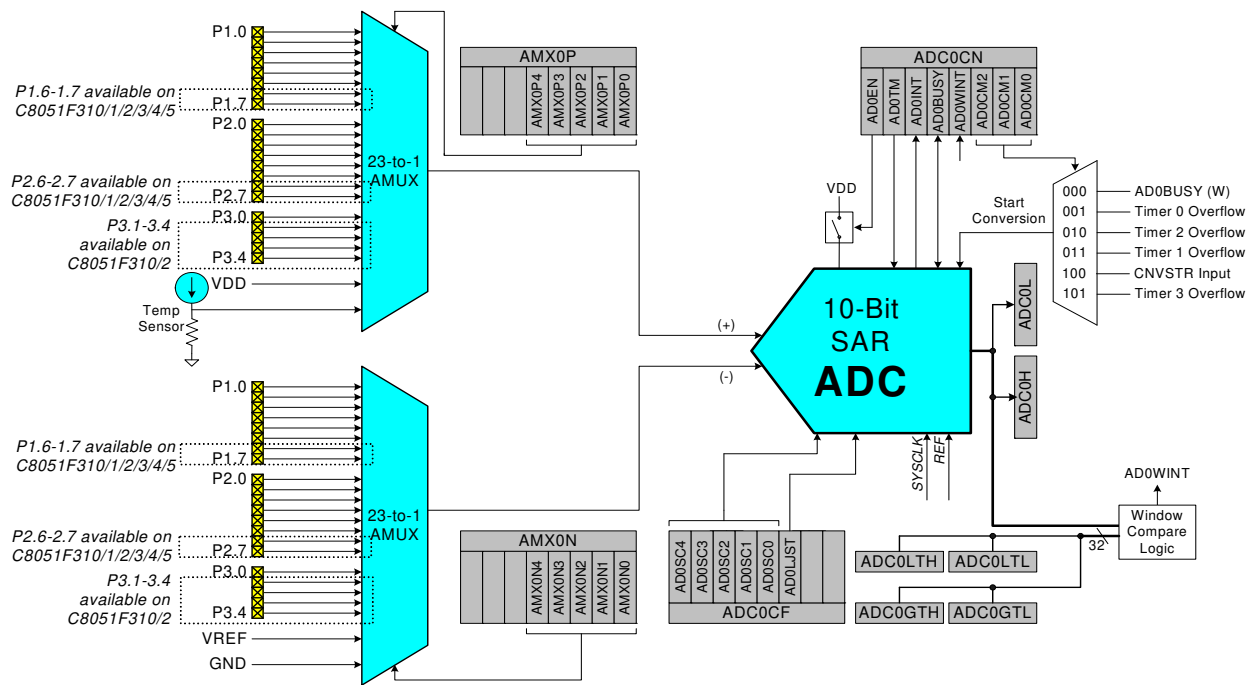 P1.0
P1.6-1.7 available on
C8051F310/1/2/3/4/5
P1.7
P2.0
P2.6-2.7 available on
C8051F310/1/2/3/4/5
P2.7
P3.0
P3.1-3.4
available on
C8051F310/2
P3.4
VDD
Temp
Sensor
23-to-1
AMUX
AMX0P
AMX0P4
AMX0P3
AMX0P2
AMX0P1
AMX0P0
ADC0CN
AD0EN
AD0TM
AD0INT
AD0BUSY
AD0WINT
AD0CM2
AD0CM1
AD0CM0
VDD
Start
Conversion
000
AD0BUSY (W)
001
Timer 0 Overflow
010
Timer 2 Overflow
011
Timer 1 Overflow
100
CNVSTR Input
101
Timer 3 Overflow
(+)
(-)
10-Bit
SAR
ADC
ADC0L
ADC0H
SYSCLK
REF
P1.0
P1.6-1.7 available on
C8051F310/1/2/3/4/5
P1.7
P2.0
P2.6-2.7 available on
C8051F310/1/2/3/4/5
P2.7
P3.0
P3.1-3.4
available on
C8051F310/2
P3.4
VREF
GND
23-to-1
AMUX
AMX0N
AMX0N4
AMX0N3
AMX0N2
AMX0N1
AMX0N0
AD0SC4
AD0SC3
AD0SC2
AD0SC1
AD0SC0
AD0LJST
ADC0CF
AD0WINT
Window
Compare
Logic
32
ADC0LTH
ADC0LTL
ADC0GTH
ADC0GTL